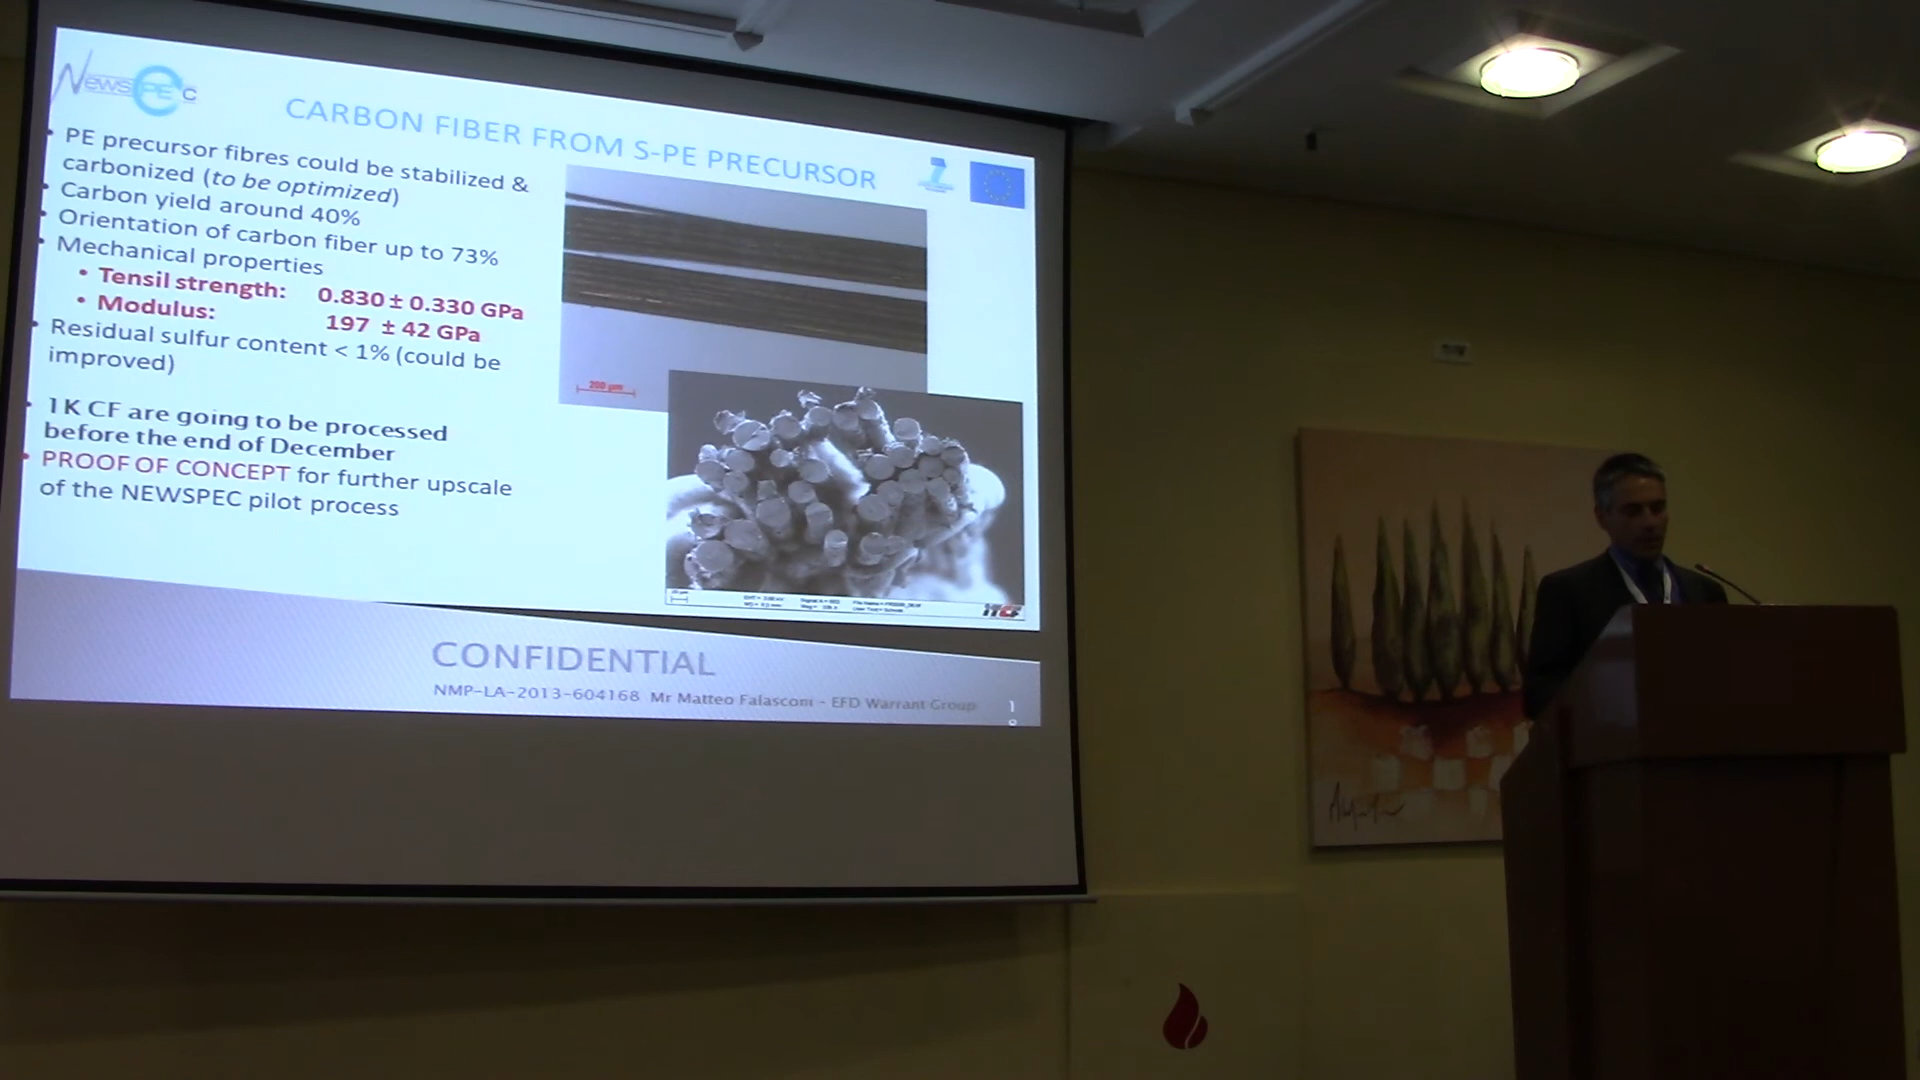 NEWSPEC
CARBON FIBER FROM S-PE PRECURSOR
7
• PE precursor fibres could be stabilized &
carbonized (to be optimized)
• Carbon yield around 40%
• Orientation of carbon fiber up to 73%
• Mechanical properties
• Tensil strength: 0.830 ± 0.330 GPa
• Modulus: 197 ± 42 GPa
• Residual sulfur content < 1% (could be
improved)
• 1K CF are going to be processed
before the end of December
• PROOF OF CONCEPT for further upscale
of the NEWSPEC pilot process
200 µm
CONFIDENTIAL
NMP-LA-2013-604168 Mr Matteo Falasconi - EFD Warrant Group